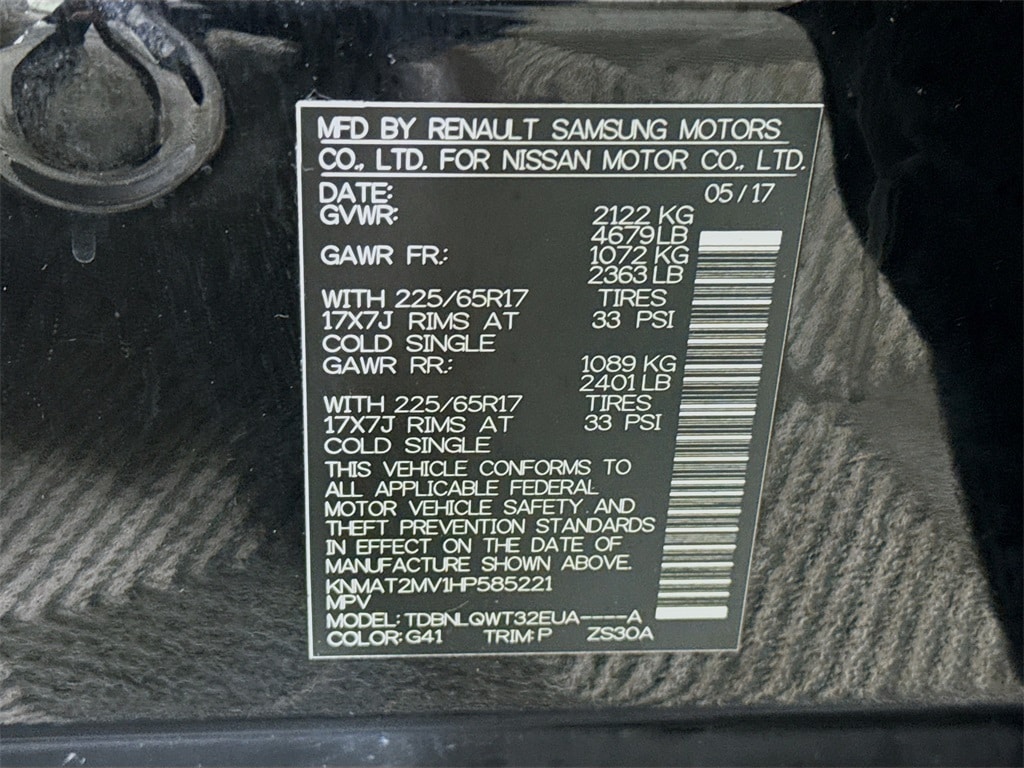 MFD BY RENAULT SAMSUNG MOTORS
CO., LTD. FOR NISSAN MOTOR CO., LTD.
DATE: 05/17
GVWR: 2122 KG
4679 LB
GAWR FR.: 1072 KG
2363 LB
WITH 225/65R17 TIRES
17X7J RIMS AT 33 PSI
COLD SINGLE
GAWR RR.: 1089 KG
2401 LB
WITH 225/65R17 TIRES
17X7J RIMS AT 33 PSI
COLD SINGLE
THIS VEHICLE CONFORMS TO
ALL APPLICABLE FEDERAL
MOTOR VEHICLE SAFETY AND
THEFT PREVENTION STANDARDS
IN EFFECT ON THE DATE OF
MANUFACTURE SHOWN ABOVE.
KNMAT2MV1HP585221
MPV
MODEL: TDBNLQWT32EUA----A
COLOR: G41 TRIM: P ZS30A